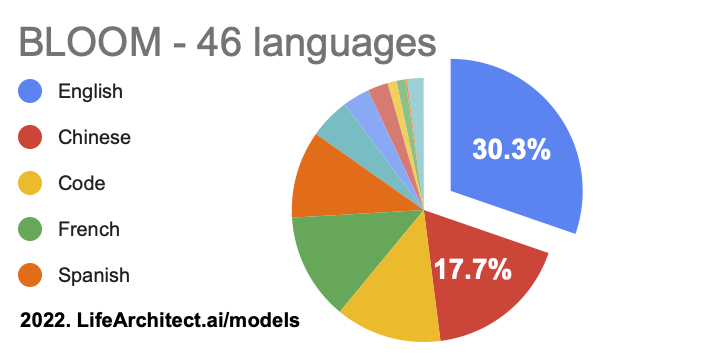 BLOOM - 46 languages
English
Chinese
Code
French
Spanish
30.3%
17.7%
2022. LifeArchitect.ai/models